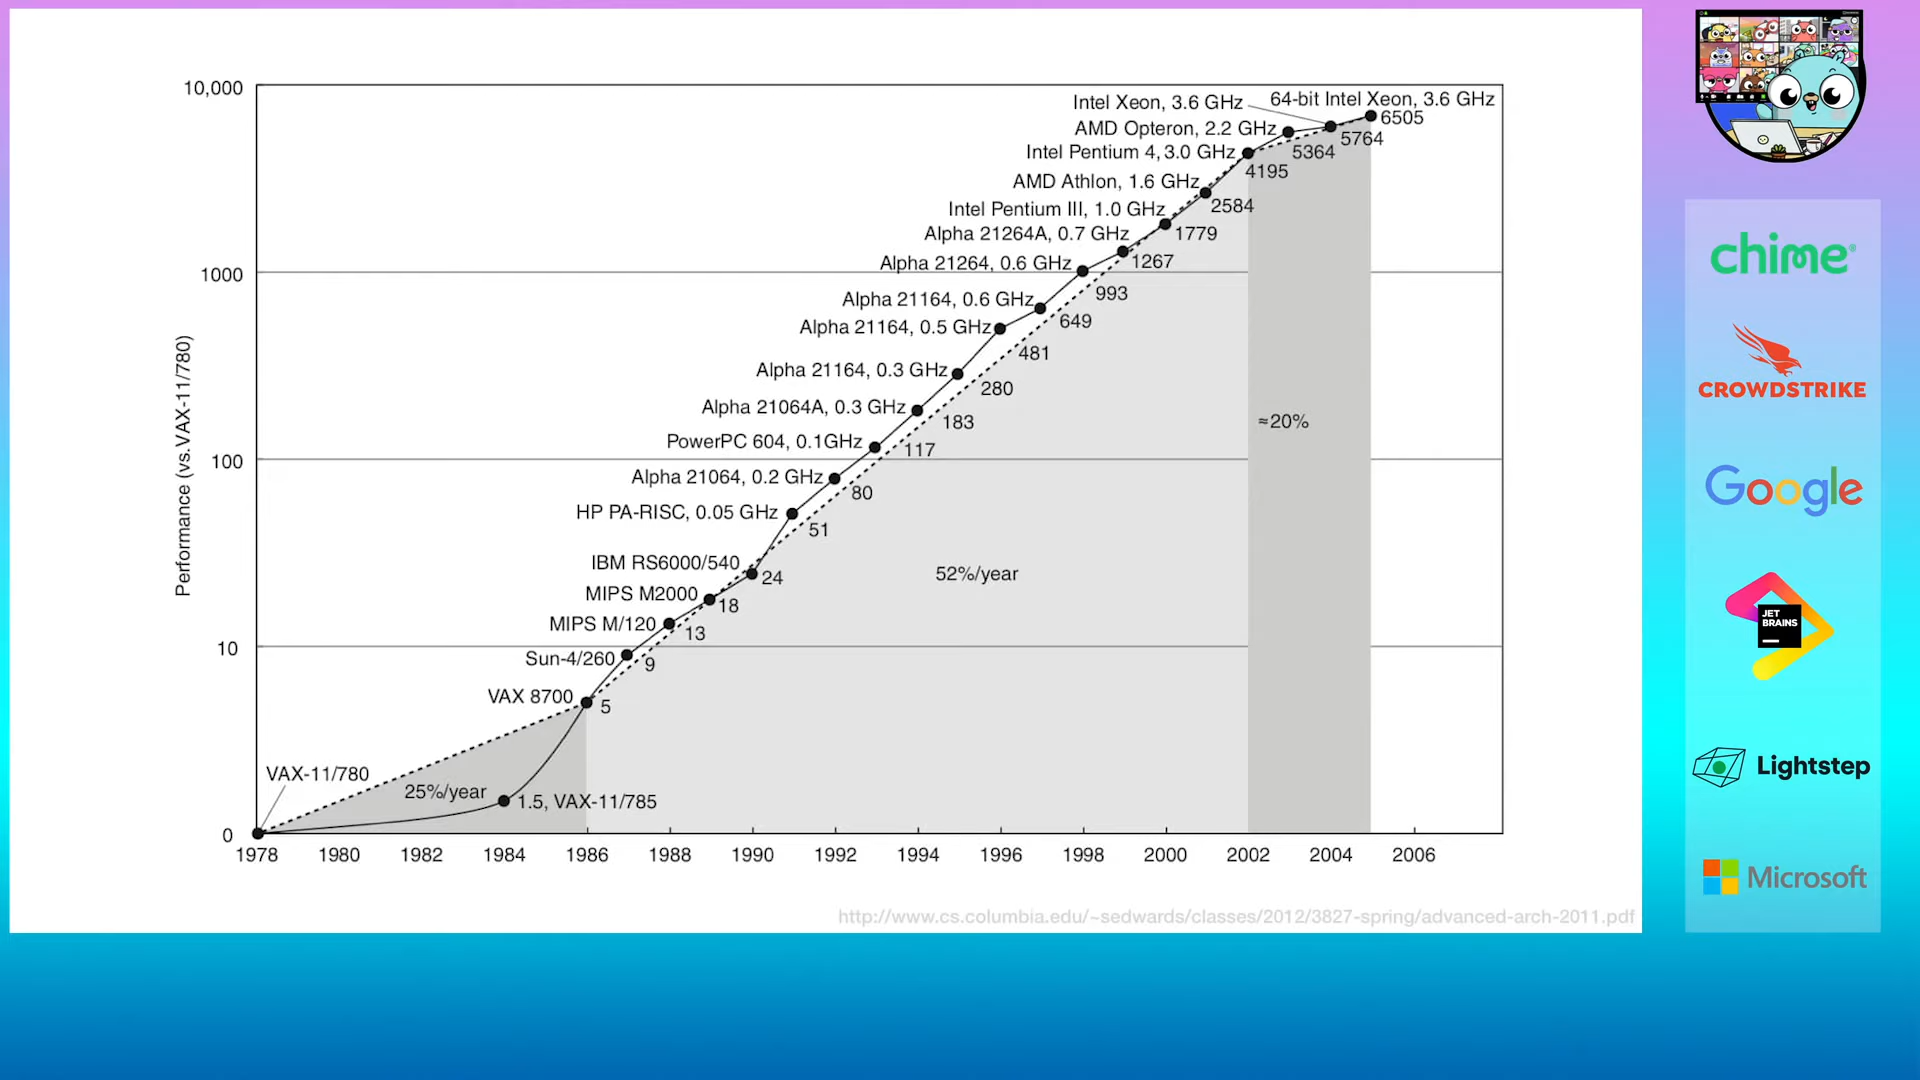 10,000
1000
100
10
0
Performance (vs. VAX-11/780)
64-bit Intel Xeon, 3.6 GHz
6505
Intel Xeon, 3.6 GHz
5764
AMD Opteron, 2.2 GHz
5364
Intel Pentium 4, 3.0 GHz
4195
AMD Athlon, 1.6 GHz
2584
Intel Pentium III, 1.0 GHz
1779
Alpha 21264A, 0.7 GHz
1267
Alpha 21264, 0.6 GHz
993
Alpha 21164, 0.6 GHz
649
Alpha 21164, 0.5 GHz
481
Alpha 21164, 0.3 GHz
280
Alpha 21064A, 0.3 GHz
183
PowerPC 604, 0.1GHz
117
Alpha 21064, 0.2 GHz
80
HP PA-RISC, 0.05 GHz
51
IBM RS6000/540
24
MIPS M2000
18
MIPS M/120
13
Sun-4/260
9
VAX 8700
5
VAX-11/780
25%/year
1.5, VAX-11/785
52%/year
≈20%
1978 1980 1982 1984 1986 1988 1990 1992 1994 1996 1998 2000 2002 2004 2006
http://www.cs.columbia.edu/~sedwards/classes/2012/3827-spring/advanced-arch-2011.pdf
chime®
CROWDSTRIKE
Google
JET
BRAINS
Lightstep
Microsoft